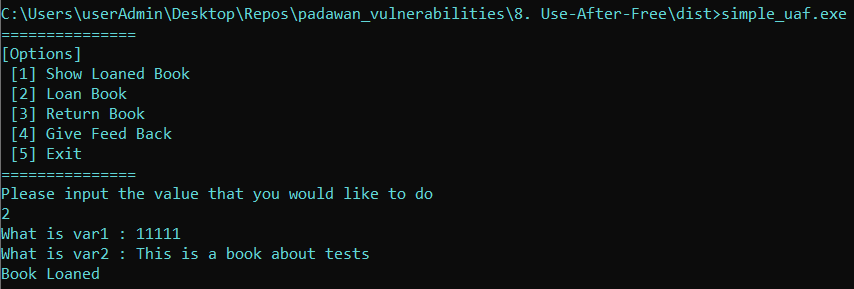 C:\Users\userAdmin\Desktop\Repos\padawan_vulnerabilities\8. Use-After-Free\dist>simple_uaf.exe
===============
[Options]
[1] Show Loaned Book
[2] Loan Book
[3] Return Book
[4] Give Feed Back
[5] Exit
===============
Please input the value that you would like to do
2
What is var1 : 11111
What is var2 : This is a book about tests
Book Loaned